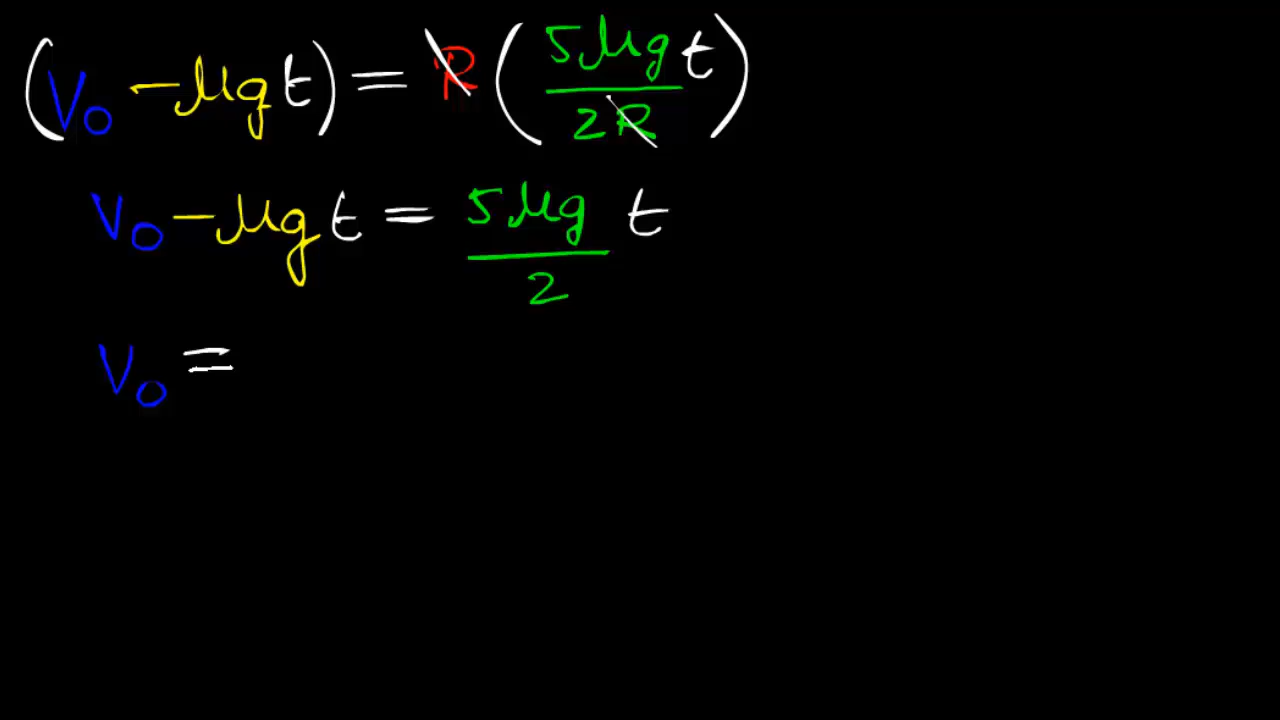 (V₀ - μgt) = R (5μg/2R t)
V₀ - μgt = 5μg/2 t
V₀ =